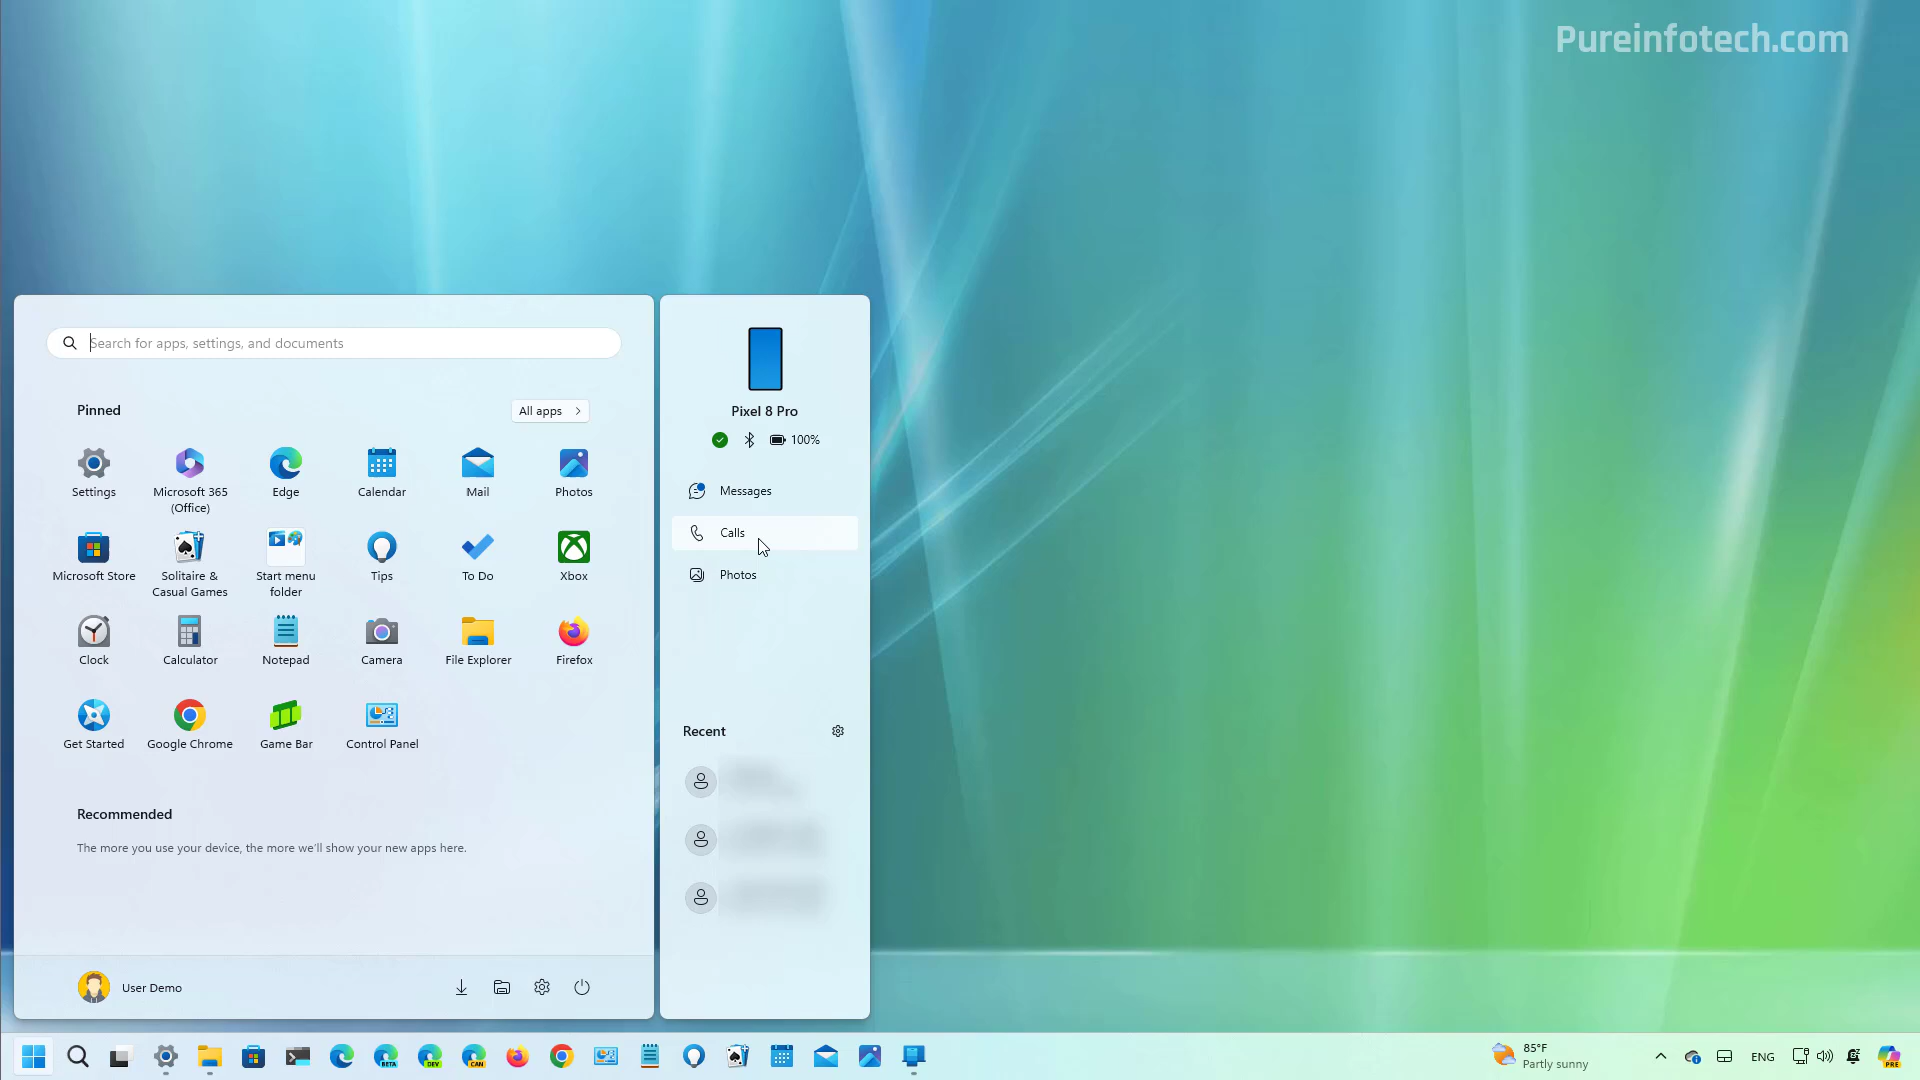 Pureinfotech.com
Search for apps, settings, and documents
Pinned
All apps
Settings
Microsoft 365
(Office)
Edge
Calendar
Mail
Photos
Microsoft Store
Solitaire &
Casual Games
Start menu
folder
Tips
To Do
Xbox
Clock
Calculator
Notepad
Camera
File Explorer
Firefox
Get Started
Google Chrome
Game Bar
Control Panel
Recommended
The more you use your device, the more we'll show your new apps here.
User Demo
Pixel 8 Pro
100%
Messages
Calls
Photos
Recent
BETA
DEV
CAN
85°F
Partly sunny
ENG
PRE